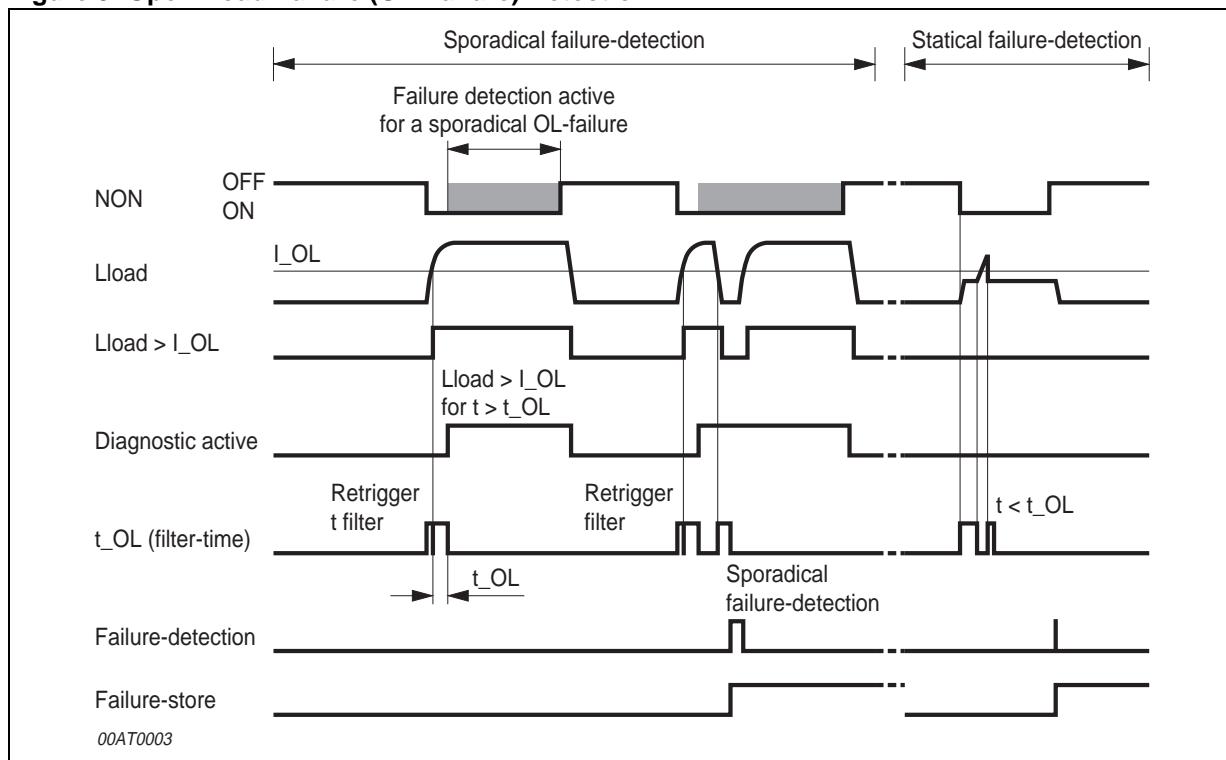 Sporadical failure-detection
Statical failure-detection
Failure detection active
for a sporadical OL-failure
NON
OFF
ON
I_OL
Lload
Lload > I_OL
Lload > I_OL
for t > t_OL
Diagnostic active
Retrigger
t filter
Retrigger
filter
t < t_OL
t_OL (filter-time)
t_OL
Sporadical
failure-detection
Failure-detection
Failure-store
00AT0003